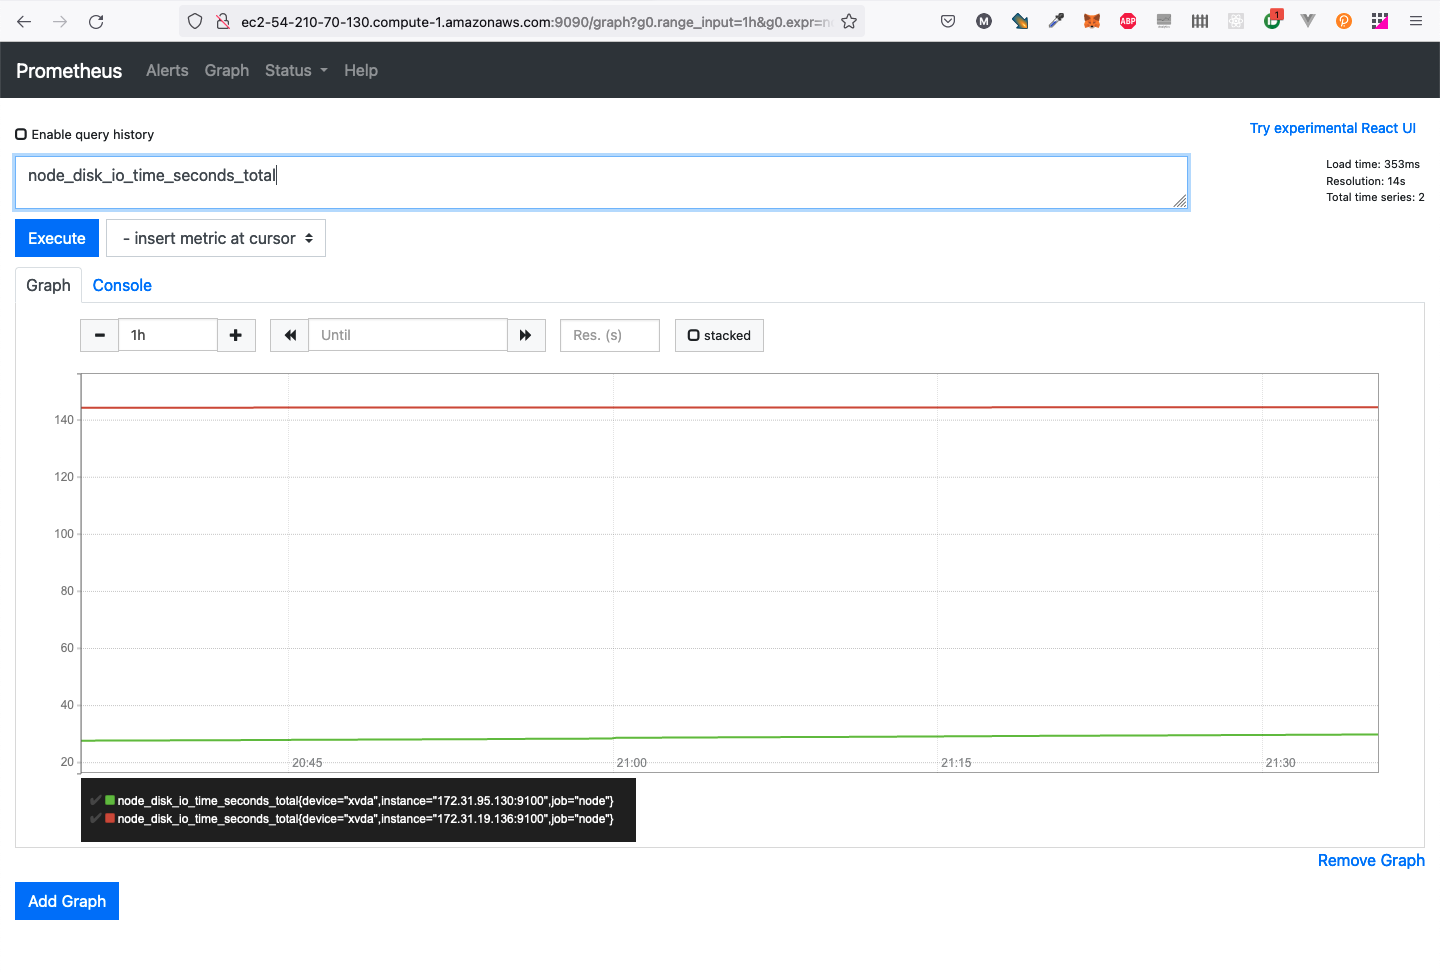 ec2-54-210-70-130.compute-1.amazonaws.com:9090/graph?g0.range_input=1h&g0.expr=n
M
ABP
1
Prometheus Alerts Graph Status Help
Enable query history
Try experimental React UI
node_disk_io_time_seconds_total
Load time: 353ms
Resolution: 14s
Total time series: 2
Execute - insert metric at cursor
Graph Console
1h Until Res. (s) stacked
140
120
100
80
60
40
20
20:45 21:00 21:15 21:30
node_disk_io_time_seconds_total{device="xvda",instance="172.31.95.130:9100",job="node"}
node_disk_io_time_seconds_total{device="xvda",instance="172.31.19.136:9100",job="node"}
Remove Graph
Add Graph